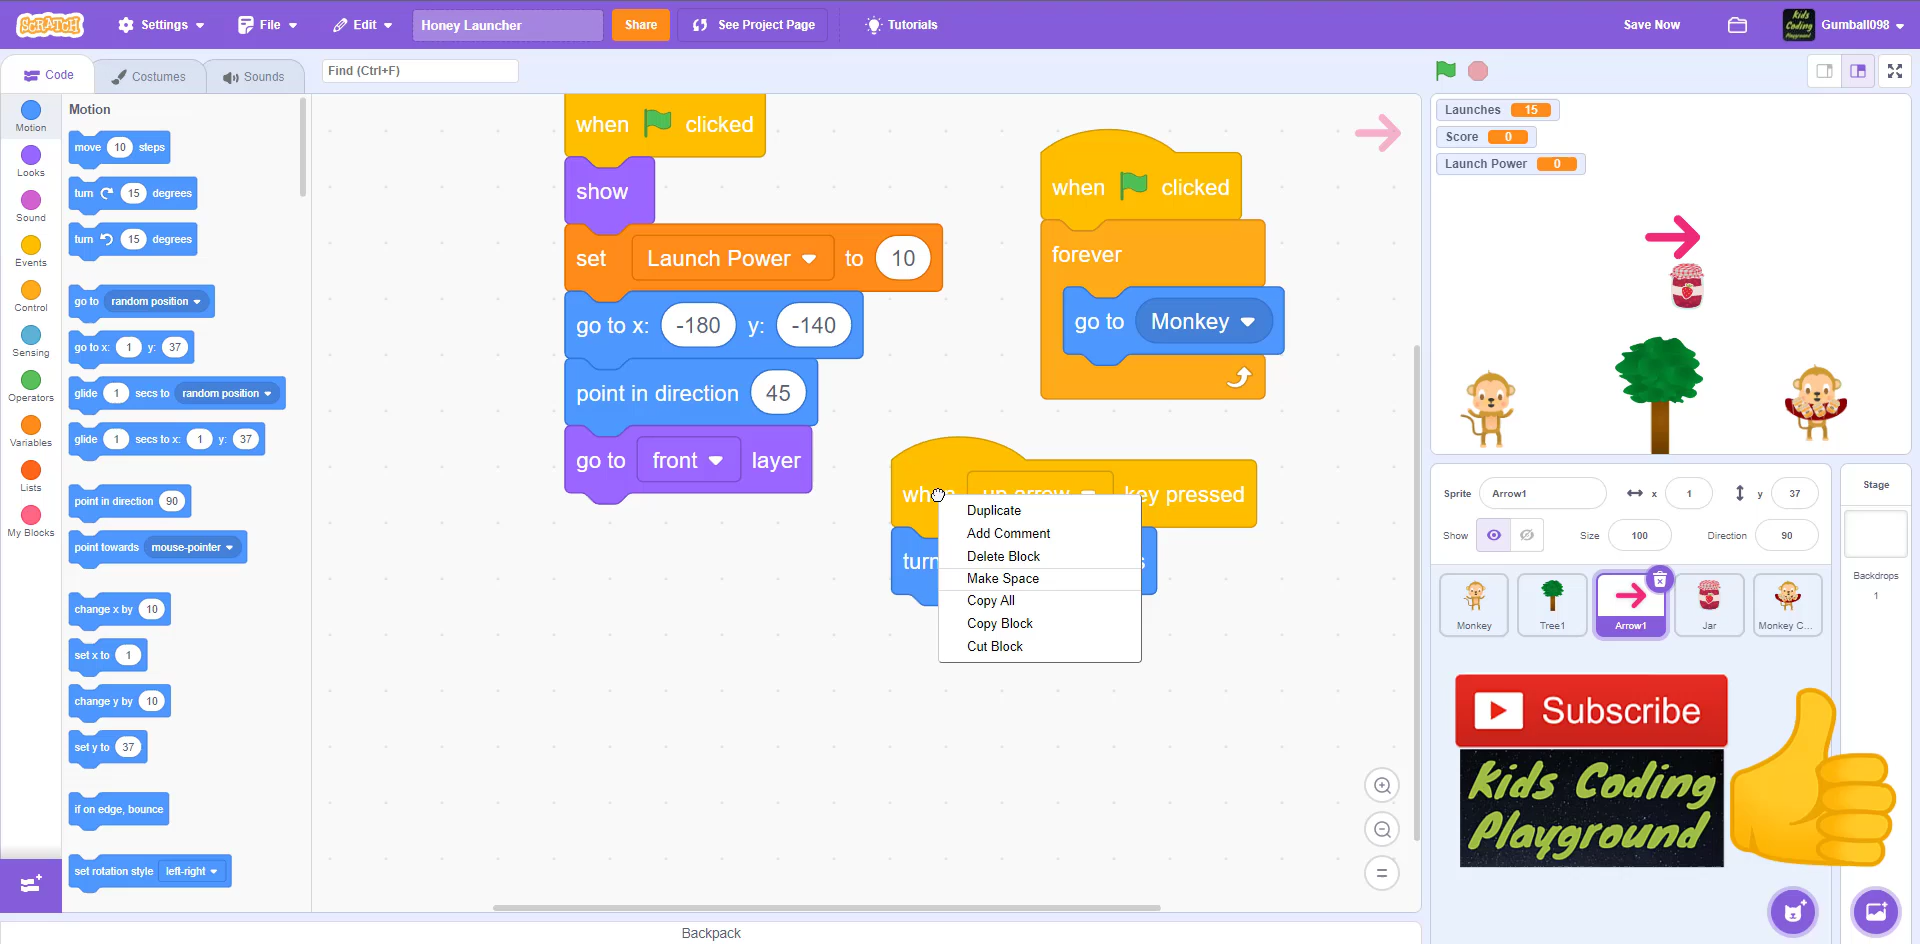 SCRATCH
Settings
File
Edit
Honey Launcher
Share
See Project Page
Tutorials
Save Now
Kids Coding Playground
Gumball098
Code
Costumes
Sounds
Find (Ctrl+F)
Motion
Looks
Sound
Events
Control
Sensing
Operators
Variables
Lists
My Blocks
Motion
move 10 steps
turn 15 degrees
turn 15 degrees
go to random position
go to x: 1 y: 37
glide 1 secs to random position
glide 1 secs to x: 1 y: 37
point in direction 90
point towards mouse-pointer
change x by 10
set x to 1
change y by 10
set y to 37
if on edge, bounce
set rotation style left-right
when clicked
show
set Launch Power to 10
go to x: -180 y: -140
point in direction 45
go to front layer
when clicked
forever
go to Monkey
when up arrow key pressed
turn
Duplicate
Add Comment
Delete Block
Make Space
Copy All
Copy Block
Cut Block
Backpack
Launches 15
Score 0
Launch Power 0
Sprite Arrow1 x 1 y 37
Show Size 100 Direction 90
Monkey
Tree1
Arrow1
Jar
Monkey C...
Stage
Backdrops
1
Subscribe
Kids Coding
Playground